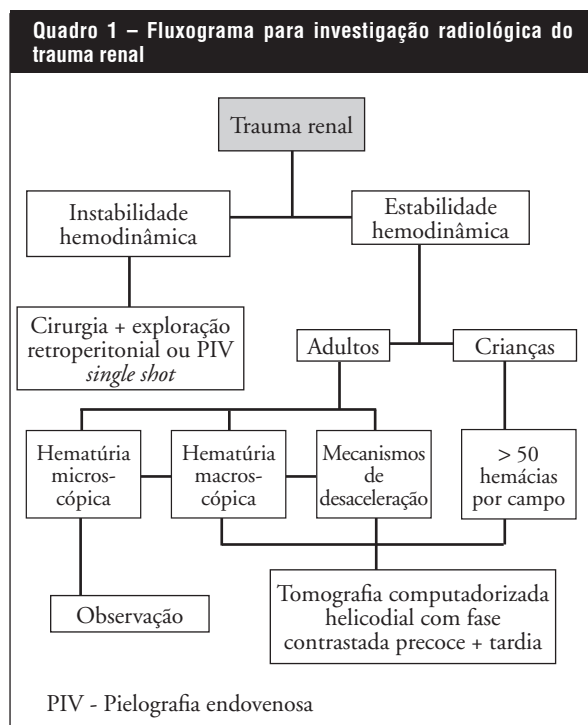 Quadro 1 – Fluxograma para investigação radiológica do
trauma renal
Trauma renal
Instabilidade
hemodinâmica
Estabilidade
hemodinâmica
Cirurgia + exploração
retroperitonial ou PIV
single shot
Adultos
Crianças
Hematúria
micros-
cópica
Hematúria
macros-
cópica
Mecanismos
de
desaceleração
> 50
hemácias
por campo
Observação
Tomografia computadorizada
helicodial com fase
contrastada precoce + tardia
PIV - Pielografia endovenosa